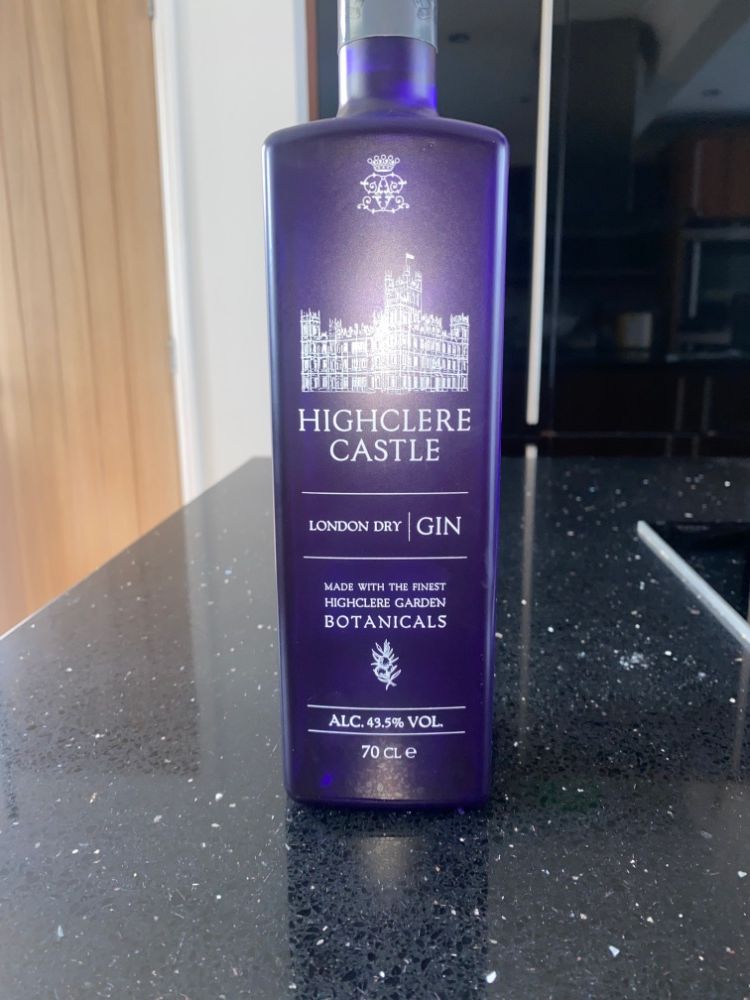 HIGHCLERE
CASTLE
LONDON DRY | GIN
MADE WITH THE FINEST
HIGHCLERE GARDEN
BOTANICALS
ALC. 43.5% VOL.
70 CL ℮